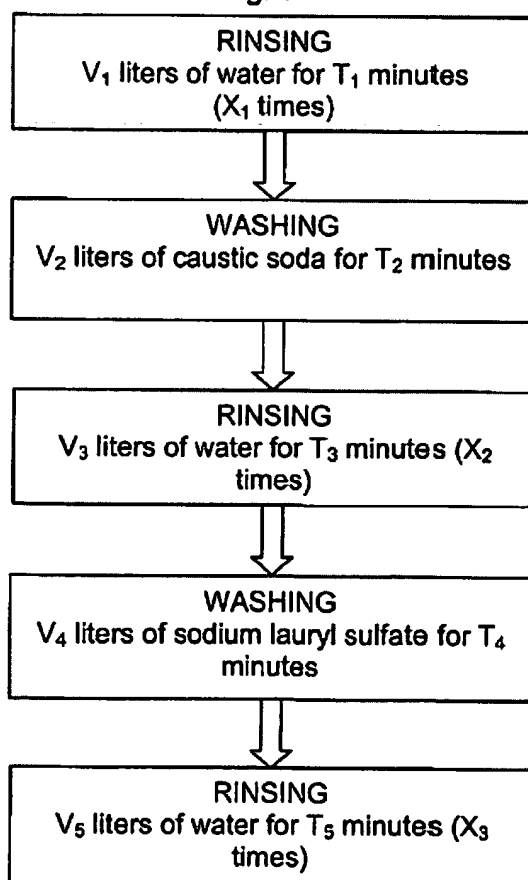 RINSING
V₁ liters of water for T₁ minutes
(X₁ times)
WASHING
V₂ liters of caustic soda for T₂ minutes
RINSING
V₃ liters of water for T₃ minutes (X₂
times)
WASHING
V₄ liters of sodium lauryl sulfate for T₄
minutes
RINSING
V₅ liters of water for T₅ minutes (X₃
times)